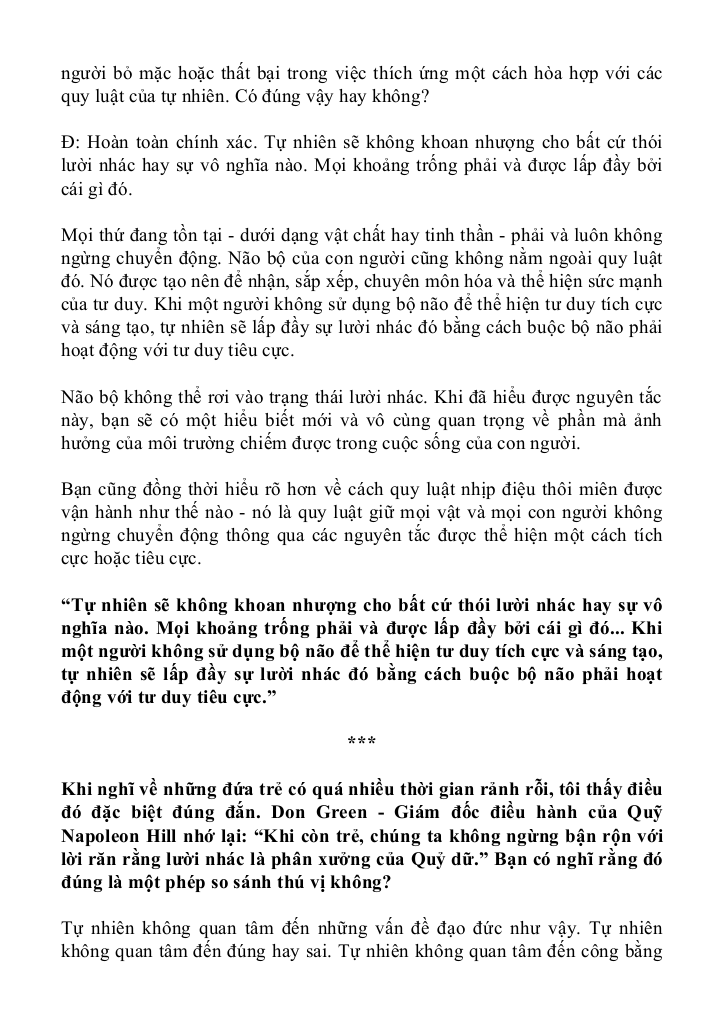 người bỏ mặc hoặc thất bại trong việc thích ứng một cách hòa hợp với các
quy luật của tự nhiên. Có đúng vậy hay không?
Đ: Hoàn toàn chính xác. Tự nhiên sẽ không khoan nhượng cho bất cứ thói
lười nhác hay sự vô nghĩa nào. Mọi khoảng trống phải và được lấp đầy bởi
cái gì đó.
Mọi thứ đang tồn tại - dưới dạng vật chất hay tinh thần - phải và luôn không
ngừng chuyển động. Não bộ của con người cũng không nằm ngoài quy luật
đó. Nó được tạo nên để nhận, sắp xếp, chuyên môn hóa và thể hiện sức mạnh
của tư duy. Khi một người không sử dụng bộ não để thể hiện tư duy tích cực
và sáng tạo, tự nhiên sẽ lấp đầy sự lười nhác đó bằng cách buộc bộ não phải
hoạt động với tư duy tiêu cực.
Não bộ không thể rơi vào trạng thái lười nhác. Khi đã hiểu được nguyên tắc
này, bạn sẽ có một hiểu biết mới và vô cùng quan trọng về phần mà ảnh
hưởng của môi trường chiếm được trong cuộc sống của con người.
Bạn cũng đồng thời hiểu rõ hơn về cách quy luật nhịp điệu thôi miên được
vận hành như thế nào - nó là quy luật giữ mọi vật và mọi con người không
ngừng chuyển động thông qua các nguyên tắc được thể hiện một cách tích
cực hoặc tiêu cực.
“Tự nhiên sẽ không khoan nhượng cho bất cứ thói lười nhác hay sự vô
nghĩa nào. Mọi khoảng trống phải và được lấp đầy bởi cái gì đó... Khi
một người không sử dụng bộ não để thể hiện tư duy tích cực và sáng tạo,
tự nhiên sẽ lấp đầy sự lười nhác đó bằng cách buộc bộ não phải hoạt
động với tư duy tiêu cực.”
***
Khi nghĩ về những đứa trẻ có quá nhiều thời gian rảnh rỗi, tôi thấy điều
đó đặc biệt đúng đắn. Don Green - Giám đốc điều hành của Quỹ
Napoleon Hill nhớ lại: “Khi còn trẻ, chúng ta không ngừng bận rộn với
lời răn rằng lười nhác là phân xưởng của Quỷ dữ.” Bạn có nghĩ rằng đó
đúng là một phép so sánh thú vị không?
Tự nhiên không quan tâm đến những vấn đề đạo đức như vậy. Tự nhiên
không quan tâm đến đúng hay sai. Tự nhiên không quan tâm đến công bằng